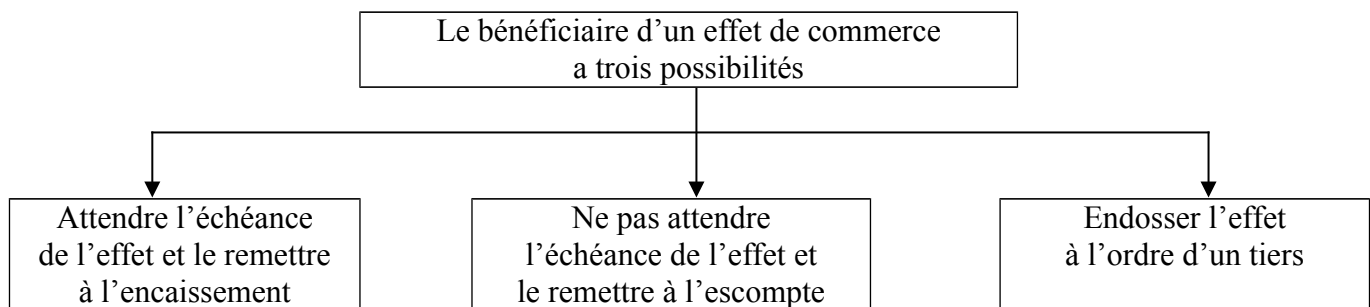 Le bénéficiaire d’un effet de commerce
a trois possibilités
Attendre l’échéance
de l’effet et le remettre
à l’encaissement
Ne pas attendre
l’échéance de l’effet et
le remettre à l’escompte
Endosser l’effet
à l’ordre d’un tiers